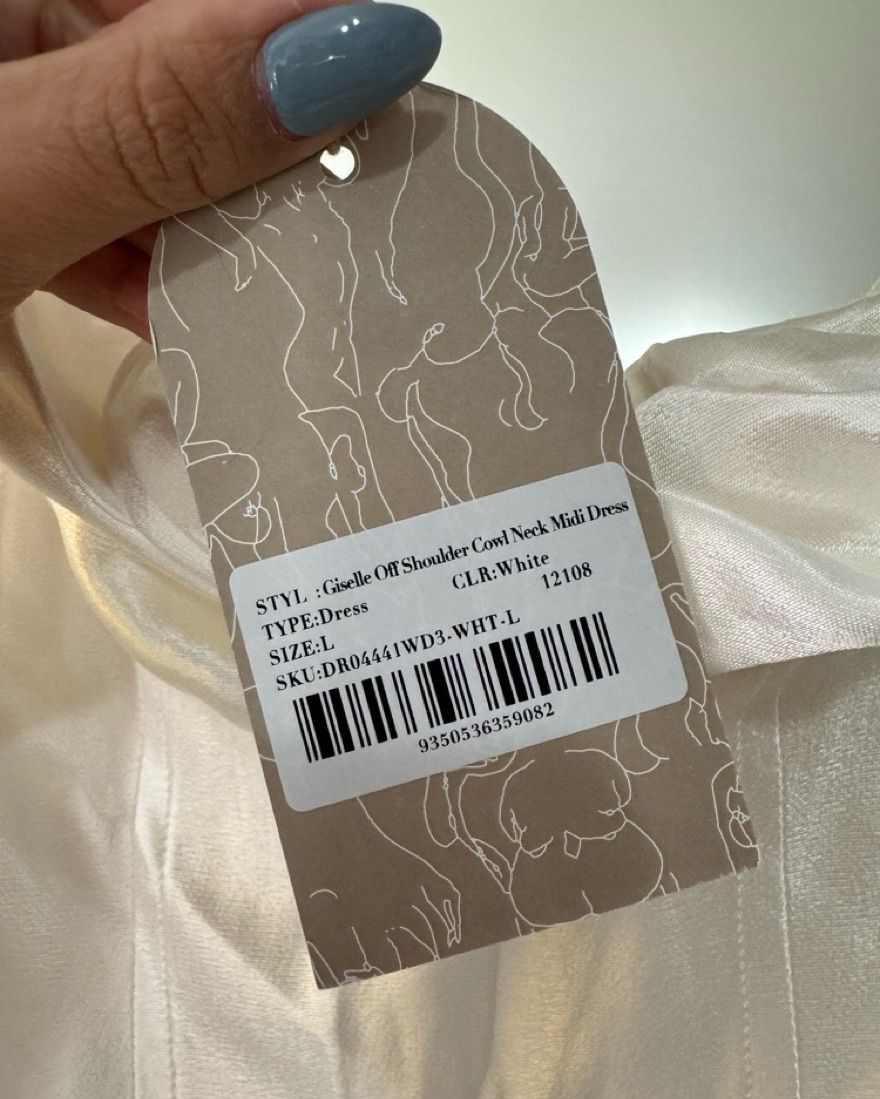 STYL :Giselle Off Shoulder Cowl Neck Midi Dress
TYPE:Dress CLR:White
SIZE:L 12108
SKU:DR04441WD3-WHT-L
9350536359082